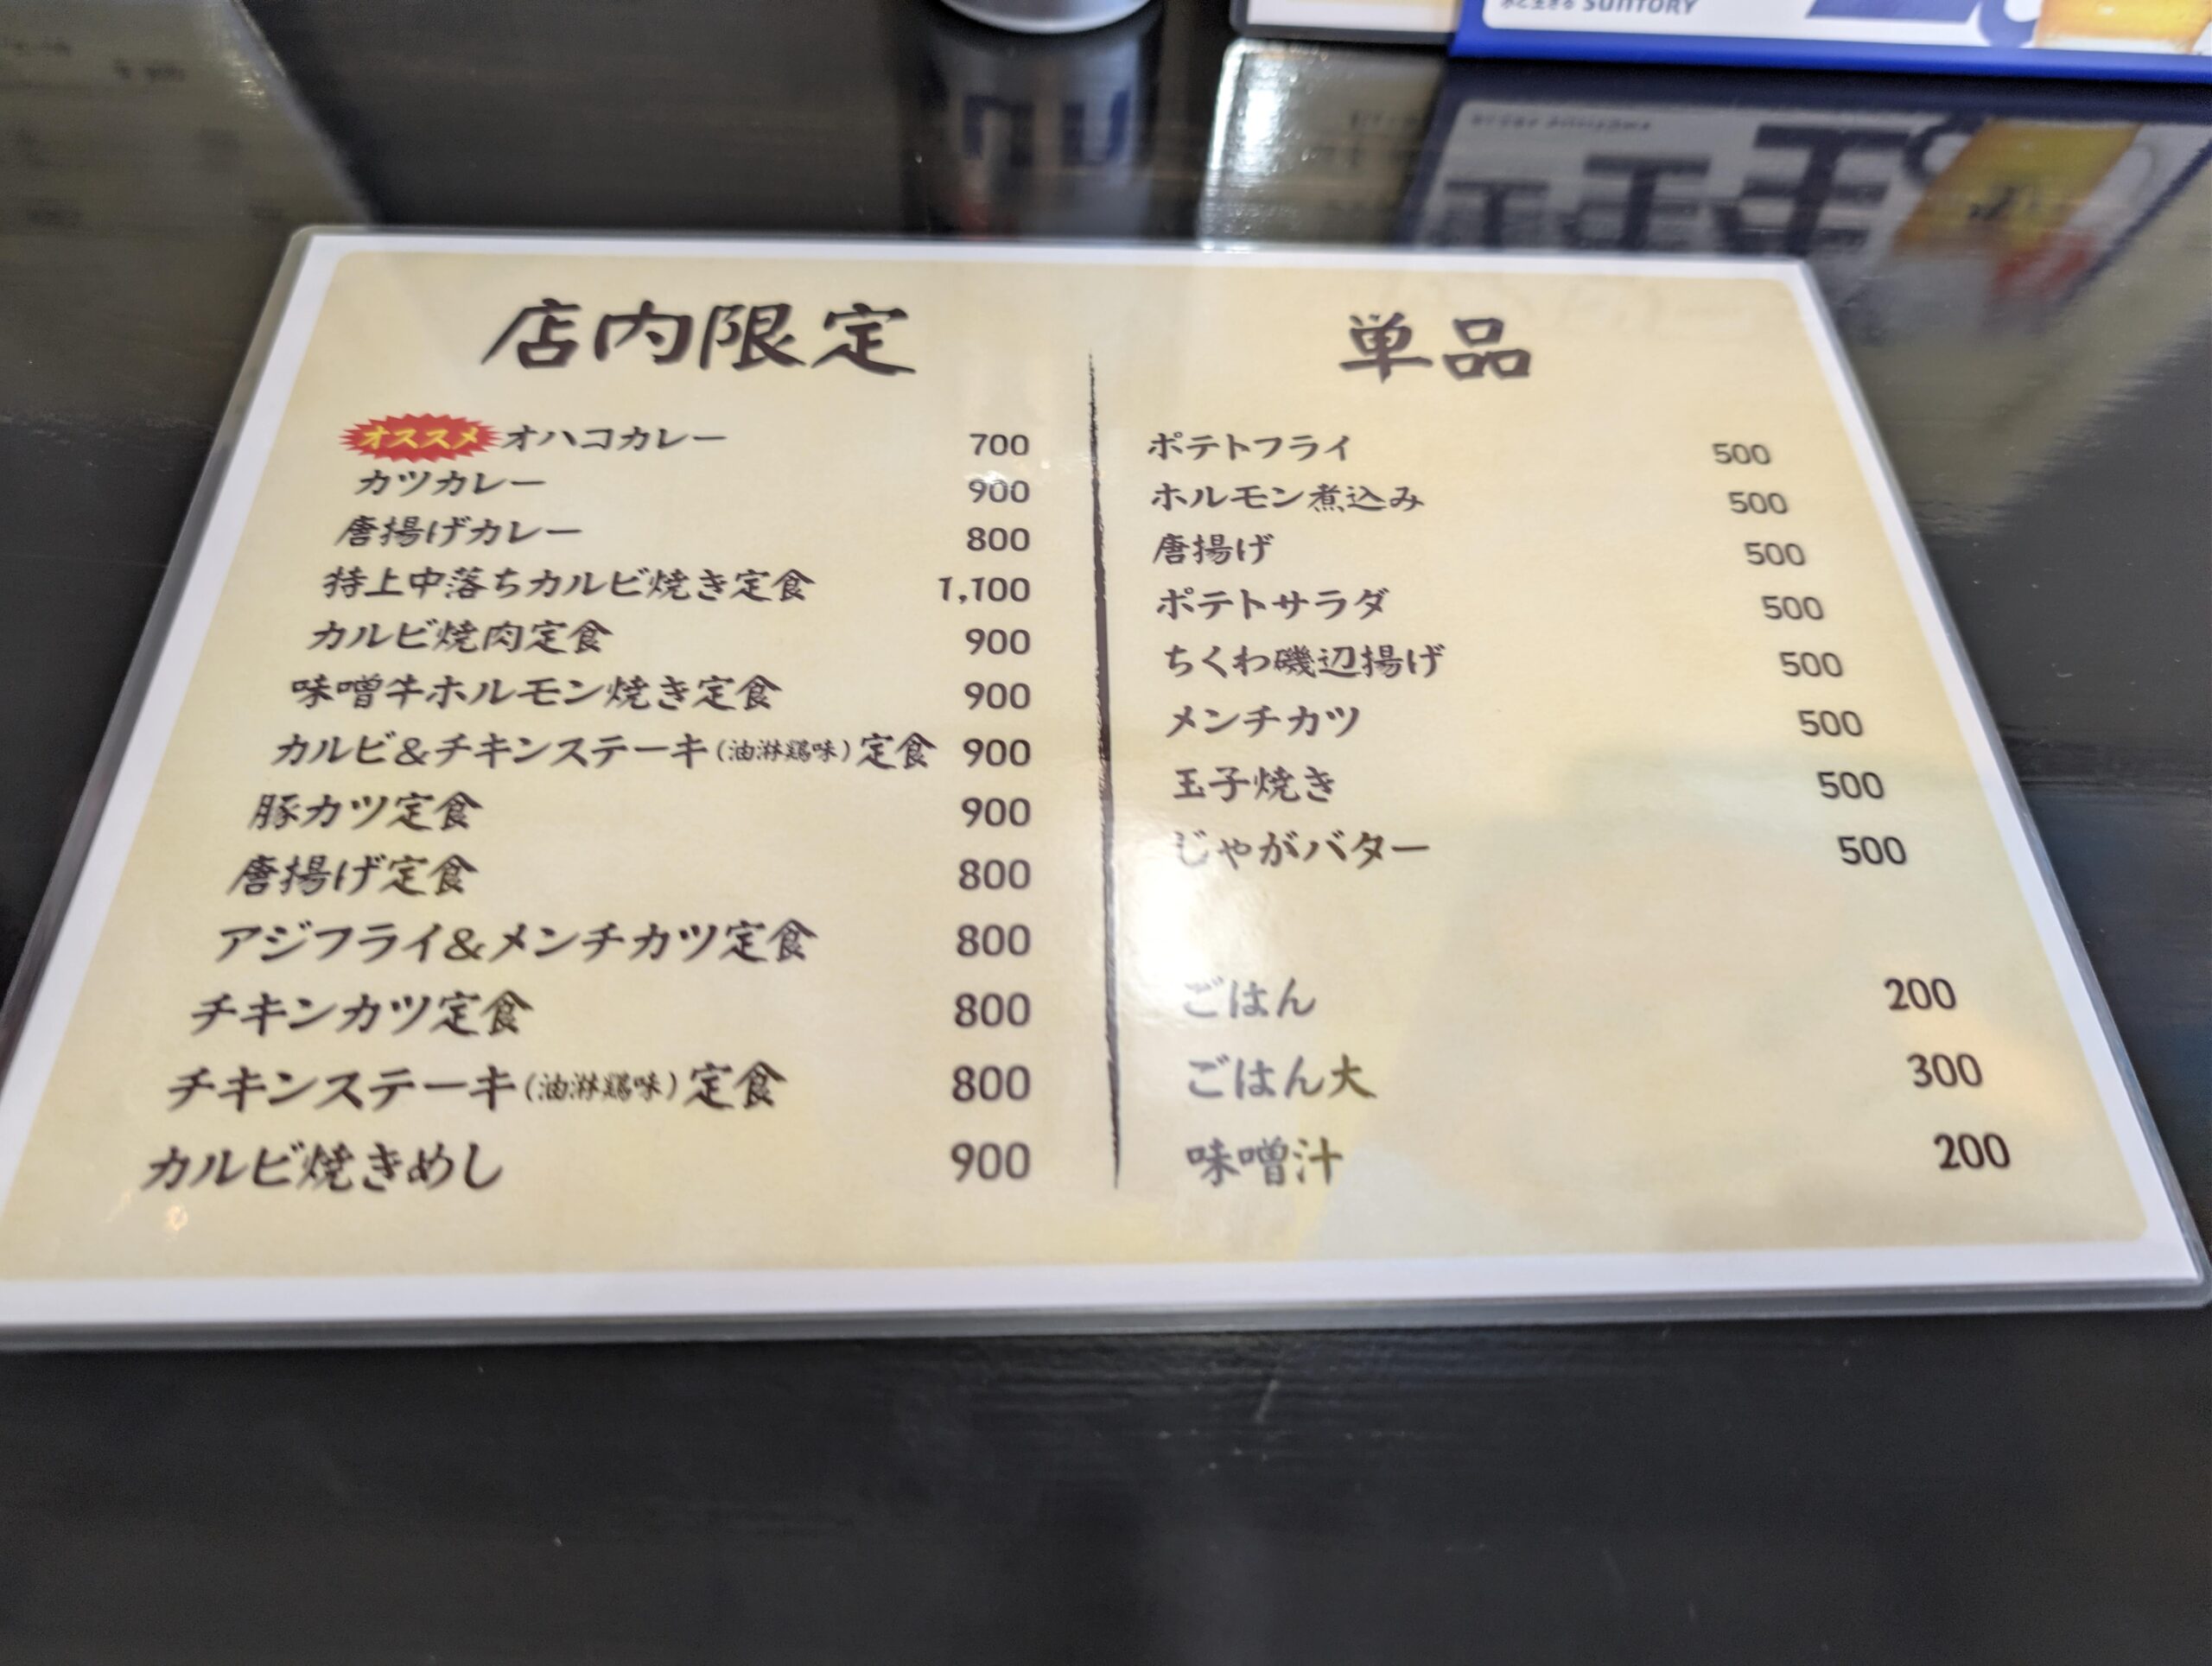 水と生きる SUNTORY
店内限定
オススメ オハコカレー 700
カツカレー 900
唐揚げカレー 800
特上中落ちカルビ焼き定食 1,100
カルビ焼肉定食 900
味噌牛ホルモン焼き定食 900
カルビ&チキンステーキ(油淋鶏味)定食 900
豚カツ定食 900
唐揚げ定食 800
アジフライ&メンチカツ定食 800
チキンカツ定食 800
チキンステーキ(油淋鶏味)定食 800
カルビ焼きめし 900
単品
ポテトフライ 500
ホルモン煮込み 500
唐揚げ 500
ポテトサラダ 500
ちくわ磯辺揚げ 500
メンチカツ 500
玉子焼き 500
じゃがバター 500
ごはん 200
ごはん大 300
味噌汁 200